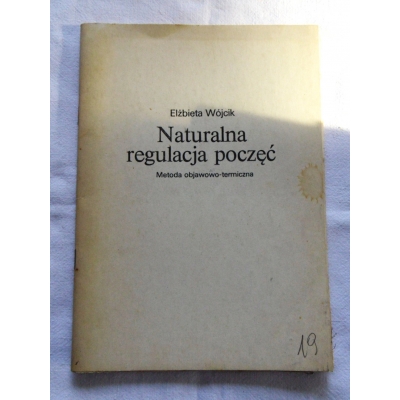 Elżbieta Wójcik
Naturalna
regulacja poczęć
Metoda objawowo-termiczna
19